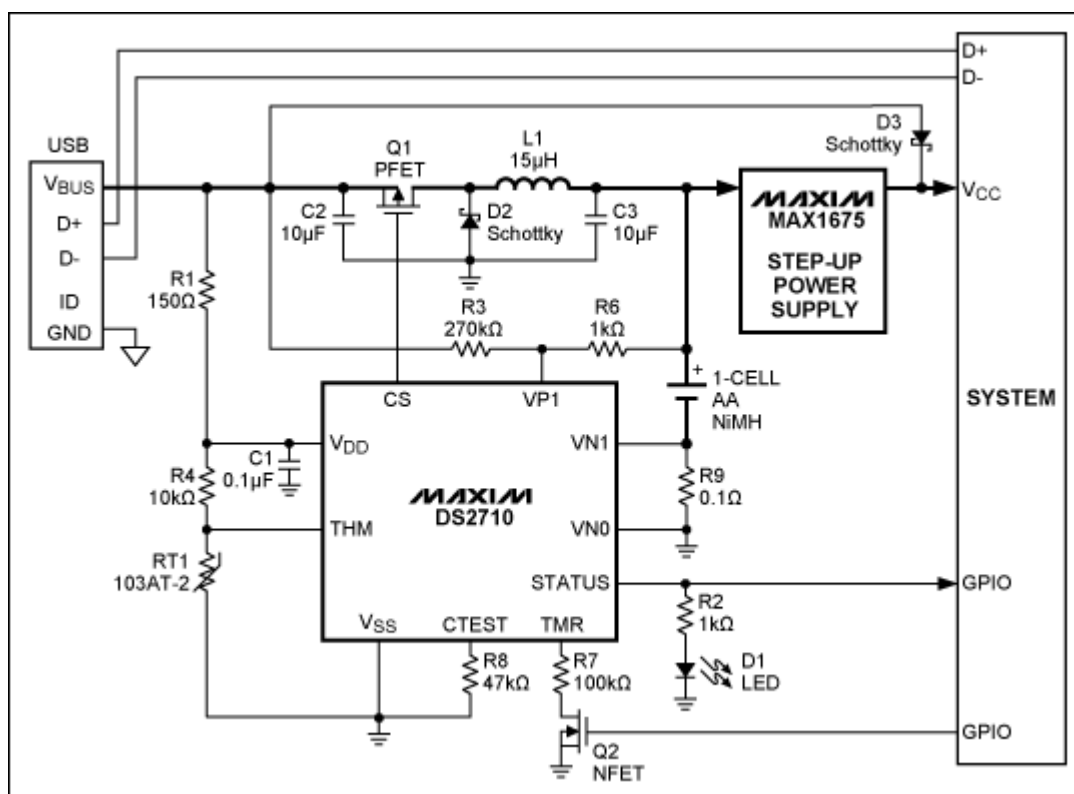 D+
D-
D3
Schottky
USB
VBUS
D+
D-
ID
GND
Q1
PFET
L1
15µH
C2
10µF
D2
Schottky
C3
10µF
MAXIM
MAX1675
STEP-UP
POWER
SUPPLY
VCC
R1
150Ω
R3
270kΩ
R6
1kΩ
CS
VP1
+
1-CELL
AA
NiMH
SYSTEM
VDD
C1
0.1µF
VN1
R4
10kΩ
MAXIM
DS2710
R9
0.1Ω
THM
VN0
RT1
103AT-2
STATUS
GPIO
VSS
CTEST
TMR
R2
1kΩ
R8
47kΩ
R7
100kΩ
D1
LED
Q2
NFET
GPIO